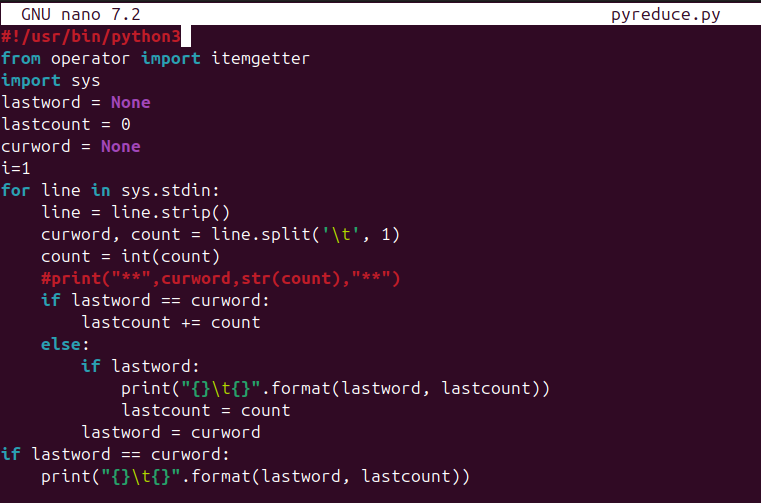 GNU nano 7.2 pyreduce.py
#!/usr/bin/python3
from operator import itemgetter
import sys
lastword = None
lastcount = 0
curword = None
i=1
for line in sys.stdin:
    line = line.strip()
    curword, count = line.split('\t', 1)
    count = int(count)
    #print("**",curword,str(count),"**")
    if lastword == curword:
        lastcount += count
    else:
        if lastword:
            print("{}\t{}".format(lastword, lastcount))
            lastcount = count
        lastword = curword
if lastword == curword:
    print("{}\t{}".format(lastword, lastcount))